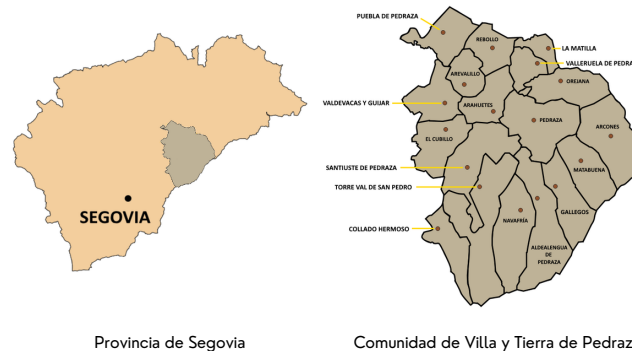 PUEBLA DE PEDRAZA
REBOLLO
LA MATILLA
VALLERUELA DE PEDRA
AREVALILLO
OREJANA
VALDEVACAS Y GUIJAR
ARAHUETES
PEDRAZA
ARCONES
EL CUBILLO
SANTIUSTE DE PEDRAZA
MATABUENA
TORRE VAL DE SAN PEDRO
SEGOVIA
NAVAFRÍA
GALLEGOS
COLLADO HERMOSO
ALDEALENGUA
DE
PEDRAZA
Provincia de Segovia
Comunidad de Villa y Tierra de Pedraz